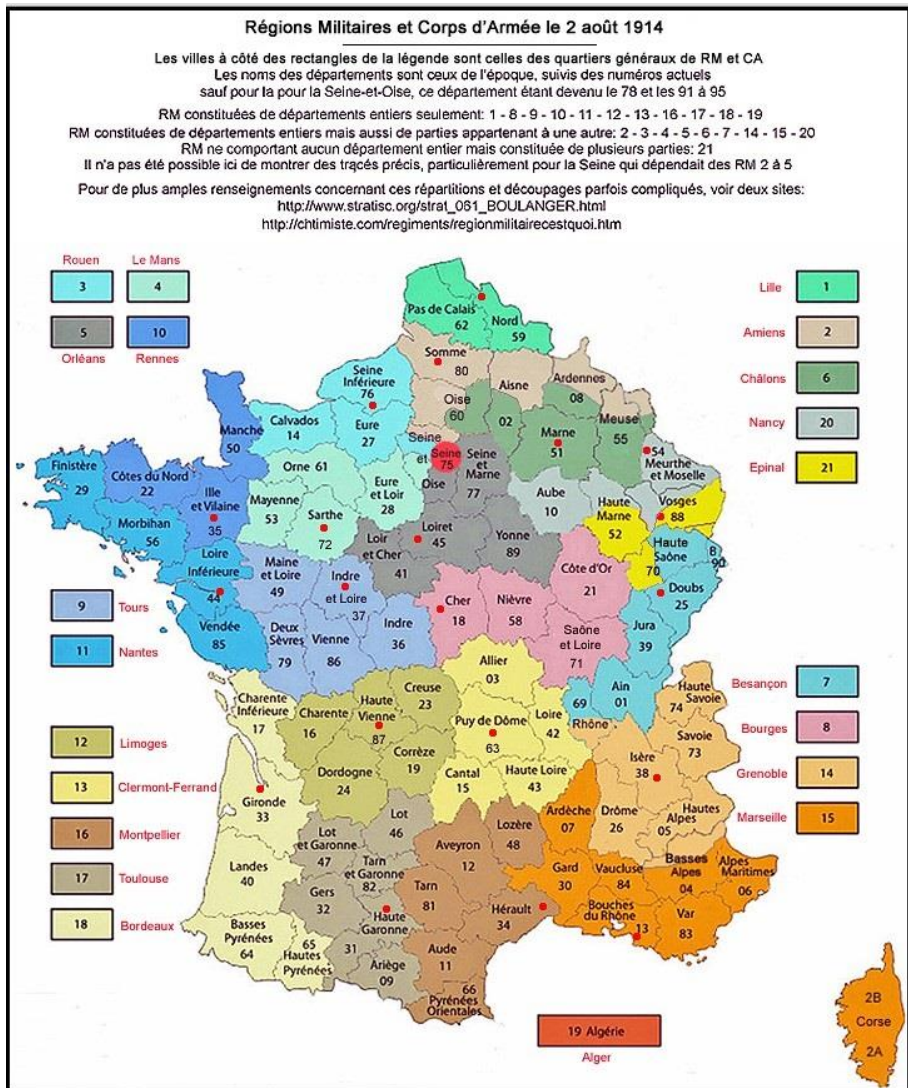 Régions Militaires et Corps d'Armée le 2 août 1914
Les villes à côté des rectangles de la légende sont celles des quartiers généraux de RM et CA
Les noms des départements sont ceux de l'époque, suivis des numéros actuels
sauf pour la pour la Seine-et-Oise, ce département étant devenu le 78 et les 91 à 95
RM constituées de départements entiers seulement: 1 - 8 - 9 - 10 - 11 - 12 - 13 - 16 - 17 - 18 - 19
RM constituées de départements entiers mais aussi de parties appartenant à une autre: 2 - 3 - 4 - 5 - 6 - 7 - 14 - 15 - 20
RM ne comportant aucun département entier mais constituée de plusieurs parties: 21
Il n'a pas été possible ici de montrer des tracés précis, particulièrement pour la Seine qui dépendait des RM 2 à 5
Pour de plus amples renseignements concernant ces répartitions et découpages parfois compliqués, voir deux sites:
http://www.stratisc.org/strat_061_BOULANGER.html
http://chtimiste.com/regiments/regionmilitairecestquoi.htm
Rouen
3
Le Mans
4
5
Orléans
10
Rennes
Lille
1
Amiens
2
Châlons
6
Nancy
20
Epinal
21
9
Tours
11
Nantes
Besançon
7
Bourges
8
Grenoble
14
Marseille
15
12
Limoges
13
Clermont-Ferrand
16
Montpellier
17
Toulouse
18
Bordeaux
Pas de Calais
62
Nord
59
Somme
80
Seine
Inférieure
76
Oise
60
Aisne
02
Ardennes
08
Meuse
55
Marne
51
54
Meurthe et
Moselle
Manche
50
Calvados
14
Eure
27
Seine
et
Oise
Seine
75
Seine
et
Marne
77
Orne 61
Eure
et Loir
28
Aube
10
Haute
Marne
52
Vosges
88
Finistère
29
Côtes du Nord
22
Ille
et Vilaine
35
Mayenne
53
Sarthe
72
Morbihan
56
Loire
Inférieure
44
Loir
et Cher
41
Loiret
45
Yonne
89
Haute
Saône
70
B
90
Maine
et Loire
49
Indre
et Loire
37
Côte d'Or
21
Doubs
25
Vendée
85
Deux
Sèvres
79
Vienne
86
Indre
36
Cher
18
Nièvre
58
Saône
et Loire
71
Jura
39
Allier
03
Charente
Inférieure
17
Charente
16
Haute
Vienne
87
Creuse
23
Puy de Dôme
63
Loire
42
69
Rhône
Ain
01
Haute
Savoie
74
Savoie
73
Isère
38
Corrèze
19
Dordogne
24
Cantal
15
Haute Loire
43
Gironde
33
Ardèche
07
Drôme
26
Hautes
Alpes
05
Lot
46
Lot
et Garonne
47
Aveyron
12
Lozère
48
Landes
40
Tarn
et Garonne
82
Gers
32
Tarn
81
Gard
30
Vaucluse
84
Basses
Alpes
04
Alpes
Maritimes
06
Haute
Garonne
31
Hérault
34
Bouches
du Rhône
13
Var
83
Basses
Pyrénées
64
65
Hautes
Pyrénées
Ariège
09
Aude
11
66
Pyrénées
Orientales
2B
Corse
2A
19 Algérie
Alger